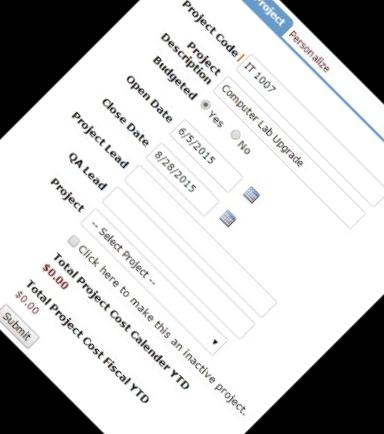 Project
Personalize
Project Code
IT 1007
Project Description
Computer Lab Upgrade
Budgeted
Yes No
Open Date
6/5/2015
Close Date
8/28/2015
Project Lead
QA Lead
Project
-- Select Project --
Click here to make this an inactive project.
Total Project Cost Calender YTD
$0.00
Total Project Cost Fiscal YTD
$0.00
Submit